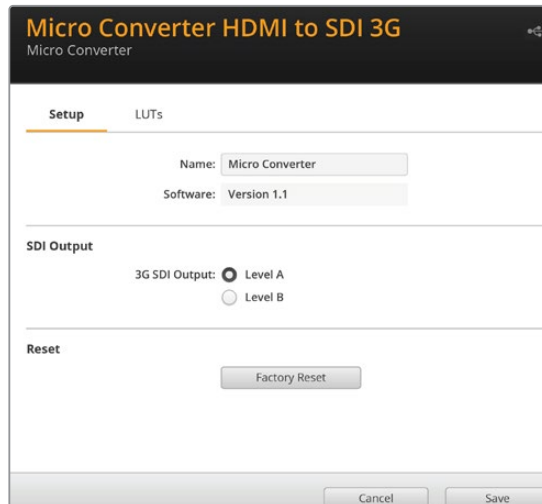 Micro Converter HDMI to SDI 3G
Micro Converter
Setup LUTs
Name: Micro Converter
Software: Version 1.1
SDI Output
3G SDI Output: Level A
Level B
Reset
Factory Reset
Cancel Save